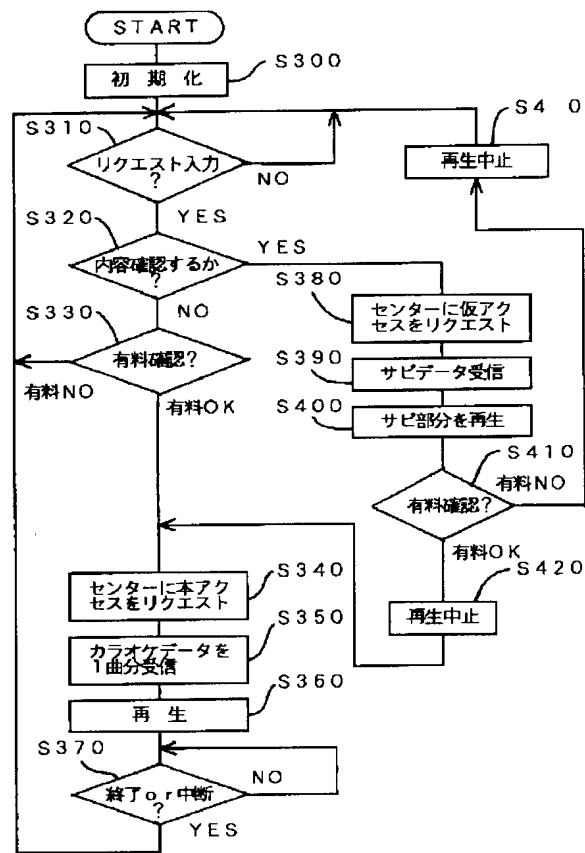 START
初期化
S300
S310
リクエスト入力
?
NO
YES
S4 0
再生中止
S320
内容確認するか
?
YES
NO
S330
有料確認?
有料NO
有料OK
S380
センターに仮アク
セスをリクエスト
S390
サビデータ受信
S400
サビ部分を再生
S410
有料確認?
有料NO
有料OK
S420
再生中止
S340
センターに本アク
セスをリクエスト
S350
カラオケデータを
1曲分受信
S360
再生
S370
終了or中断
?
NO
YES